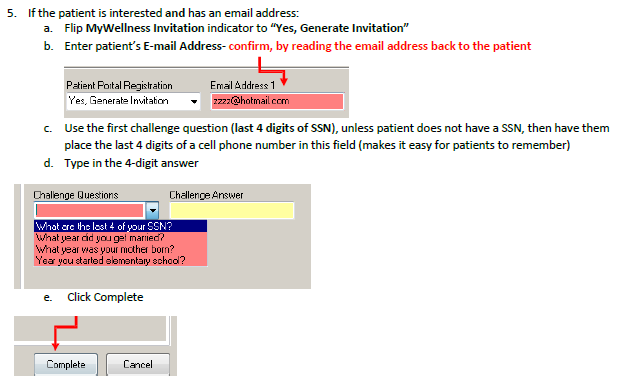 5. If the patient is interested and has an email address:
a. Flip MyWellness Invitation indicator to “Yes, Generate Invitation”
b. Enter patient’s E-mail Address- confirm, by reading the email address back to the patient
Patient Portal Registration Email Address 1
Yes, Generate Invitation zzzz@hotmail.com
c. Use the first challenge question (last 4 digits of SSN), unless patient does not have a SSN, then have them
place the last 4 digits of a cell phone number in this field (makes it easy for patients to remember)
d. Type in the 4-digit answer
Challenge Questions Challenge Answer
What are the last 4 of your SSN?
What year did you get married?
What year was your mother born?
Year you started elementary school?
e. Click Complete
Complete Cancel